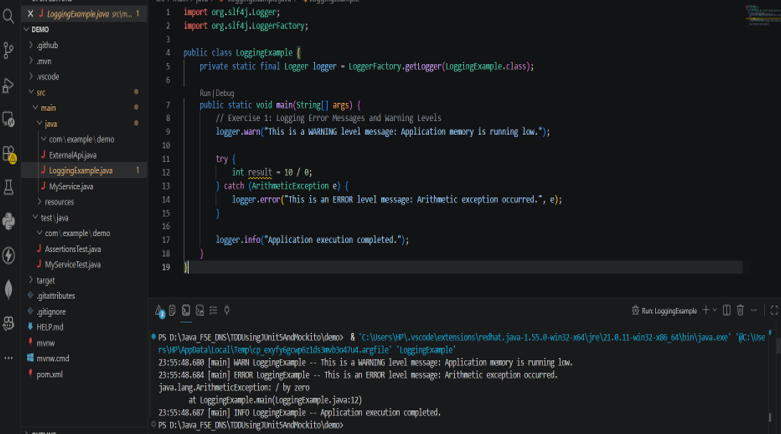 LoggingExample.java src\m... 1
DEMO
.github
.mvn
.vscode
src
main
java
com \ example \ demo
ExternalApi.java
LoggingExample.java 1
MyService.java
resources
test \ java
com \ example \ demo
AssertionsTest.java
MyServiceTest.java
target
.gitattributes
.gitignore
HELP.md
mvnw
mvnw.cmd
pom.xml
1 import org.slf4j.Logger;
2 import org.slf4j.LoggerFactory;
3
4 public class LoggingExample {
5 private static final Logger logger = LoggerFactory.getLogger(LoggingExample.class);
6
Run | Debug
7 public static void main(String[] args) {
8 // Exercise 1: Logging Error Messages and Warning Levels
9 logger.warn("This is a WARNING level message: Application memory is running low.");
10
11 try {
12 int result = 10 / 0;
13 } catch (ArithmeticException e) {
14 logger.error("This is an ERROR level message: Arithmetic exception occurred.", e);
15 }
16
17 logger.info("Application execution completed.");
18 }
19 }
Run: LoggingExample
PS D:\Java_FSE_DNS\TDDUsingJUnit5AndMockito\demo> & 'C:\Users\HP\.vscode\extensions\redhat.java-1.55.0-win32-x64\jre\21.0.11-win32-x86_64\bin\java.exe' '@C:\Us
ers\HP\AppData\Local\Temp\cp_exyfy6gcwp6z1ds3mvb3o47u4.argfile' 'LoggingExample'
23:55:48.680 [main] WARN LoggingExample -- This is a WARNING level message: Application memory is running low.
23:55:48.684 [main] ERROR LoggingExample -- This is an ERROR level message: Arithmetic exception occurred.
java.lang.ArithmeticException: / by zero
at LoggingExample.main(LoggingExample.java:12)
23:55:48.687 [main] INFO LoggingExample -- Application execution completed.
PS D:\Java_FSE_DNS\TDDUsingJUnit5AndMockito\demo>